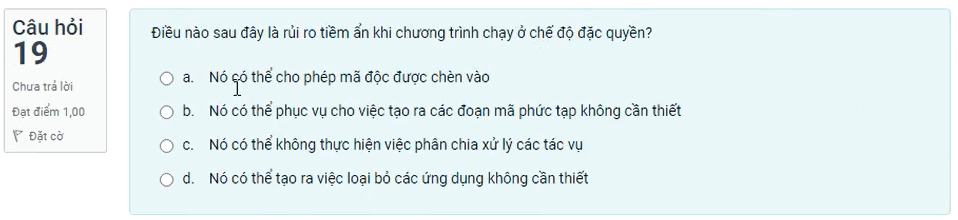 Câu hỏi
19
Chưa trả lời
Đạt điểm 1,00
Đặt cờ
Điều nào sau đây là rủi ro tiềm ẩn khi chương trình chạy ở chế độ đặc quyền?
a. Nó có thể cho phép mã độc được chèn vào
b. Nó có thể phục vụ cho việc tạo ra các đoạn mã phức tạp không cần thiết
c. Nó có thể không thực hiện việc phân chia xử lý các tác vụ
d. Nó có thể tạo ra việc loại bỏ các ứng dụng không cần thiết